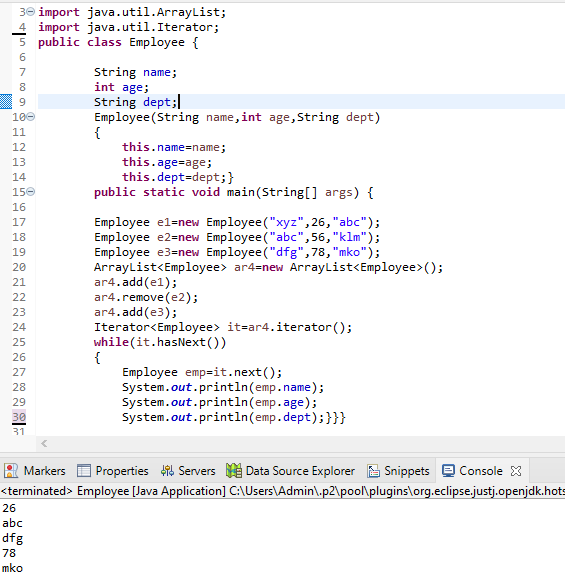 3 import java.util.ArrayList;
4 import java.util.Iterator;
5 public class Employee {
6
7 String name;
8 int age;
9 String dept;
10 Employee(String name,int age,String dept)
11 {
12 this.name=name;
13 this.age=age;
14 this.dept=dept;}
15 public static void main(String[] args) {
16
17 Employee e1=new Employee("xyz",26,"abc");
18 Employee e2=new Employee("abc",56,"klm");
19 Employee e3=new Employee("dfg",78,"mko");
20 ArrayList<Employee> ar4=new ArrayList<Employee>();
21 ar4.add(e1);
22 ar4.remove(e2);
23 ar4.add(e3);
24 Iterator<Employee> it=ar4.iterator();
25 while(it.hasNext())
26 {
27 Employee emp=it.next();
28 System.out.println(emp.name);
29 System.out.println(emp.age);
30 System.out.println(emp.dept);}}}
31
Markers Properties Servers Data Source Explorer Snippets Console
<terminated> Employee [Java Application] C:\Users\Admin\.p2\pool\plugins\org.eclipse.justj.openjdk.hots
26
abc
dfg
78
mko